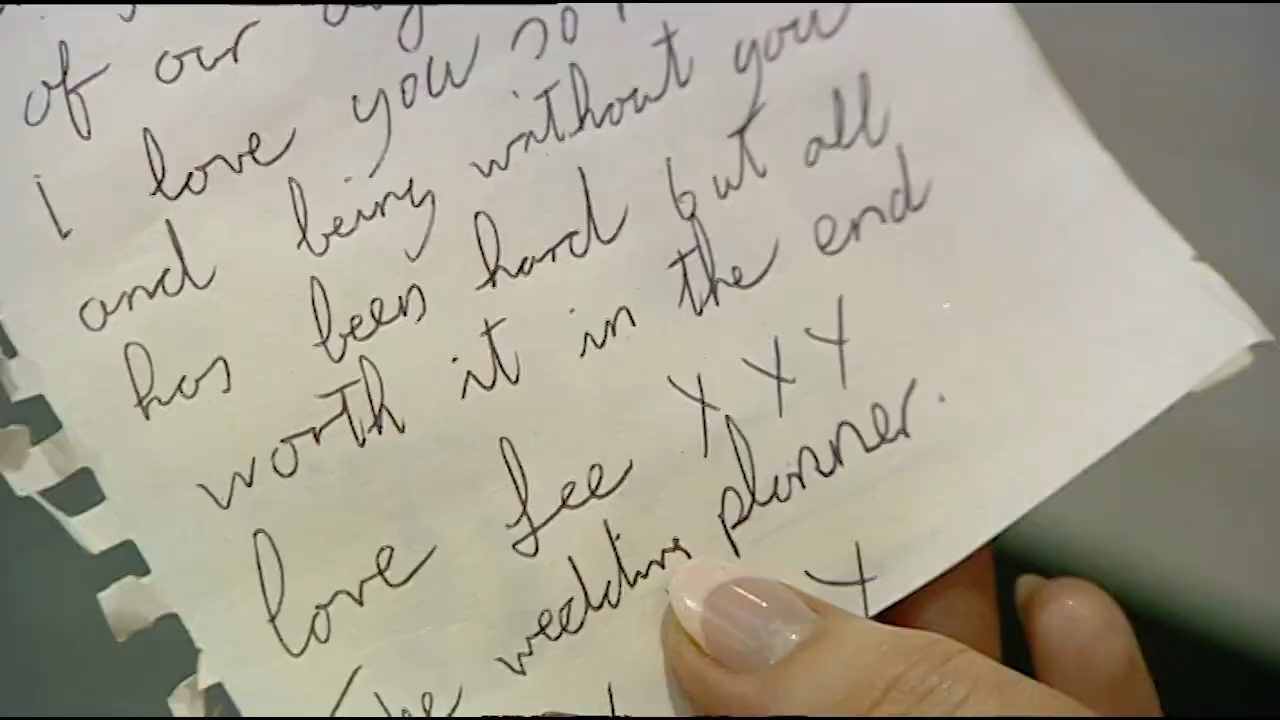 of our
I love you so
and being without you
has been hard but all
worth it in the end
love Lee x x x
The wedding planner.
x